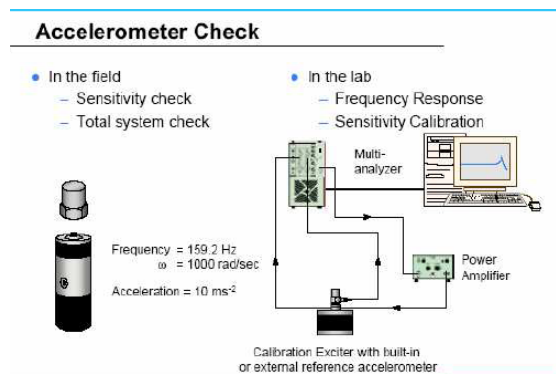 Accelerometer Check
In the field
– Sensitivity check
– Total system check
In the lab
– Frequency Response
– Sensitivity Calibration
Multi-
analyzer
Frequency = 159.2 Hz
ω = 1000 rad/sec
Acceleration = 10 ms⁻²
Power
Amplifier
Calibration Exciter with built-in
or external reference accelerometer